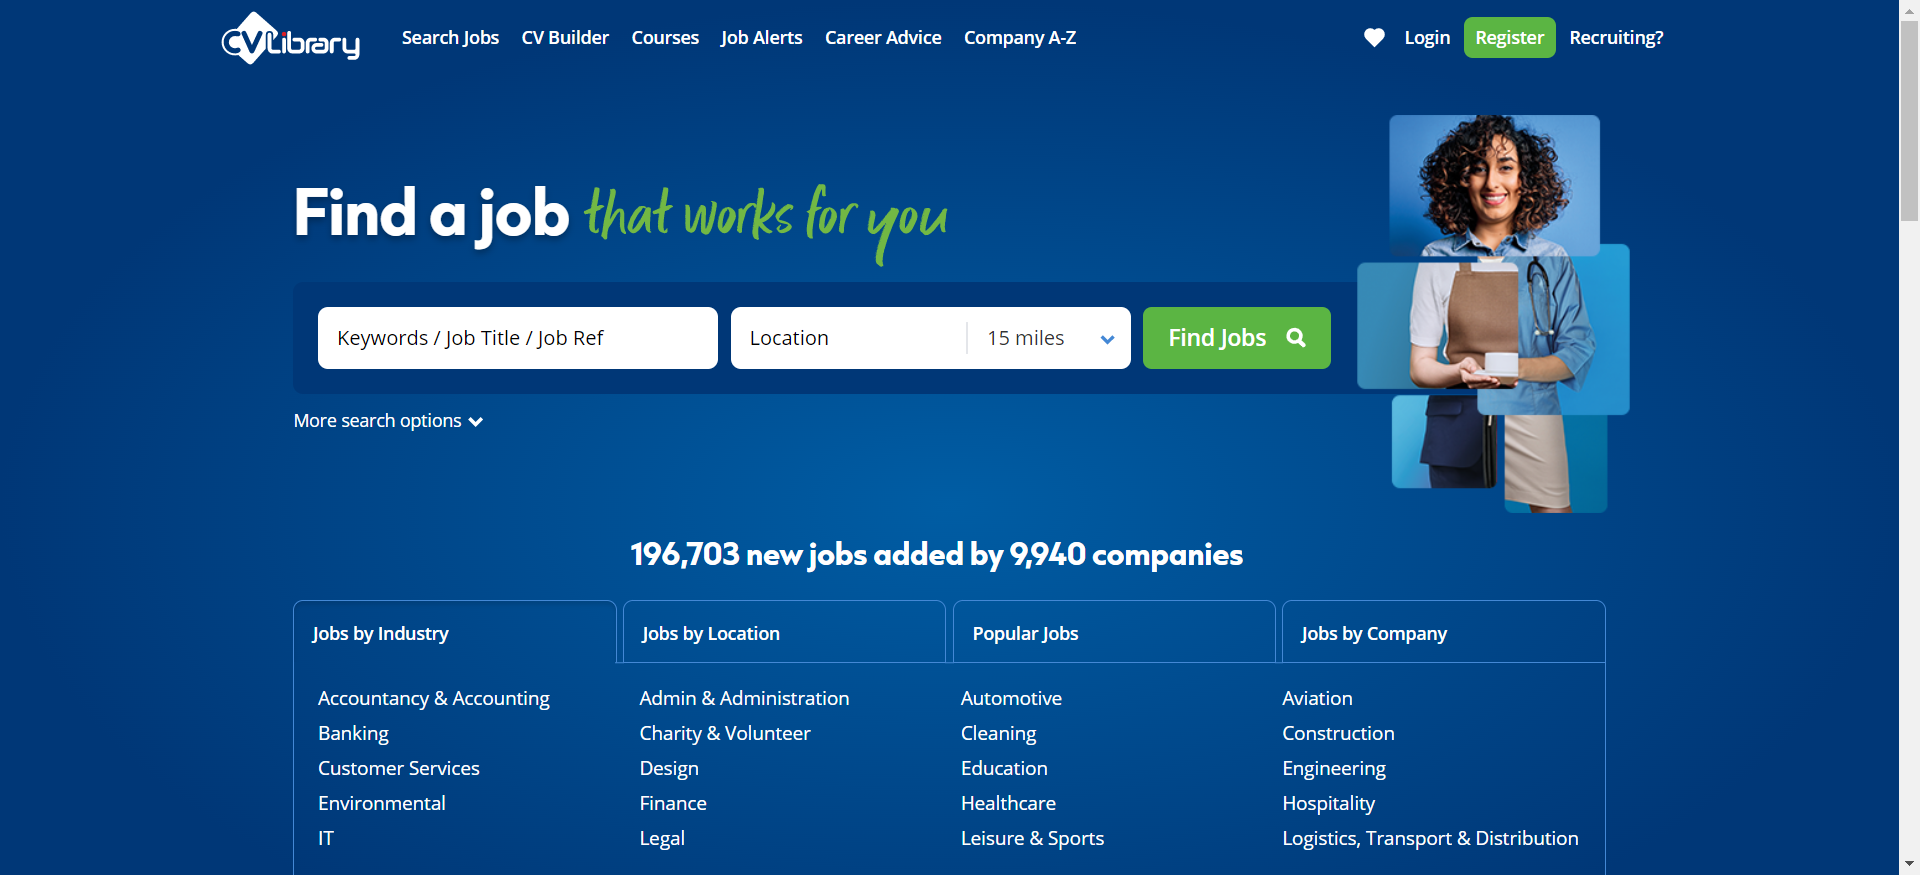 CVLibrary
Search Jobs CV Builder Courses Job Alerts Career Advice Company A-Z
Login Register Recruiting?
Find a job that works for you
Keywords / Job Title / Job Ref Location 15 miles Find Jobs
More search options
196,703 new jobs added by 9,940 companies
Jobs by Industry Jobs by Location Popular Jobs Jobs by Company
Accountancy & Accounting Admin & Administration Automotive Aviation
Banking Charity & Volunteer Cleaning Construction
Customer Services Design Education Engineering
Environmental Finance Healthcare Hospitality
IT Legal Leisure & Sports Logistics, Transport & Distribution